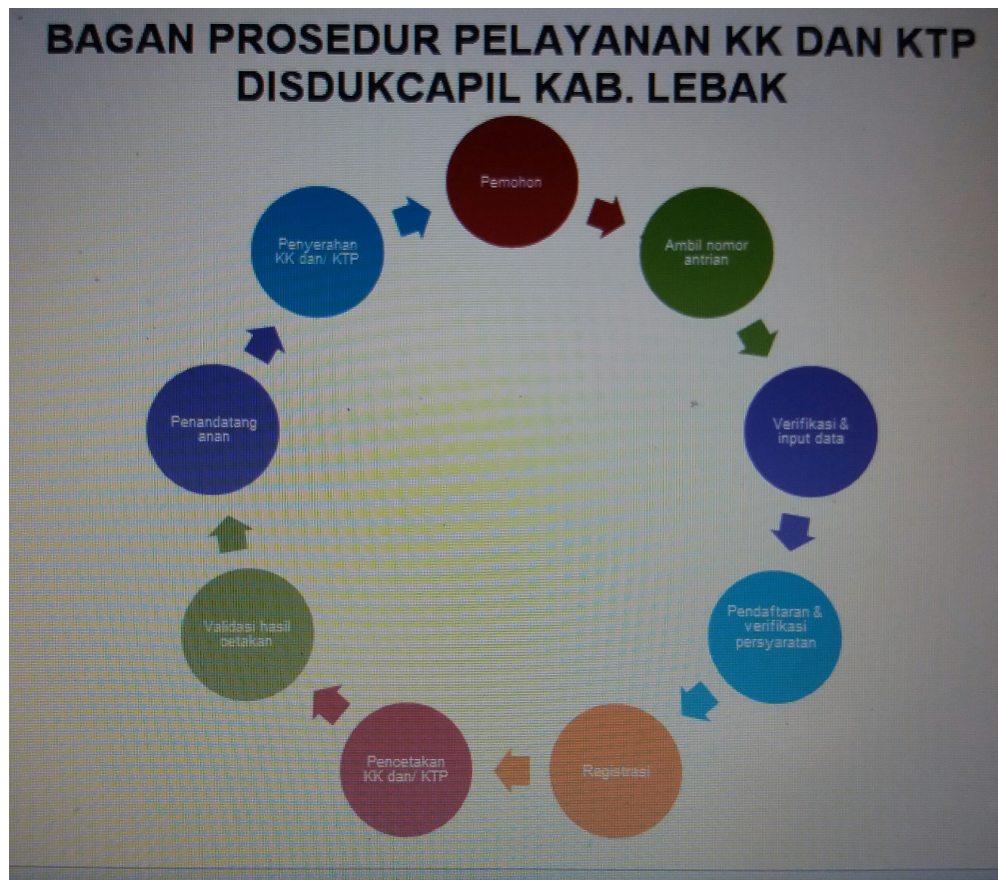 BAGAN PROSEDUR PELAYANAN KK DAN KTP
DISDUKCAPIL KAB. LEBAK
Pemohon
Ambil nomor
antrian
Verifikasi &
input data
Pendaftaran &
verifikasi
persyaratan
Registrasi
Pencetakan
KK dan/ KTP
Validasi hasil
cetakan
Penandatang
anan
Penyerahan
KK dan/ KTP